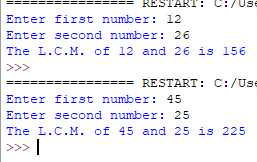 ================ RESTART: C:/Use
Enter first number: 12
Enter second number: 26
The L.C.M. of 12 and 26 is 156
>>>
================ RESTART: C:/Use
Enter first number: 45
Enter second number: 25
The L.C.M. of 45 and 25 is 225
>>>